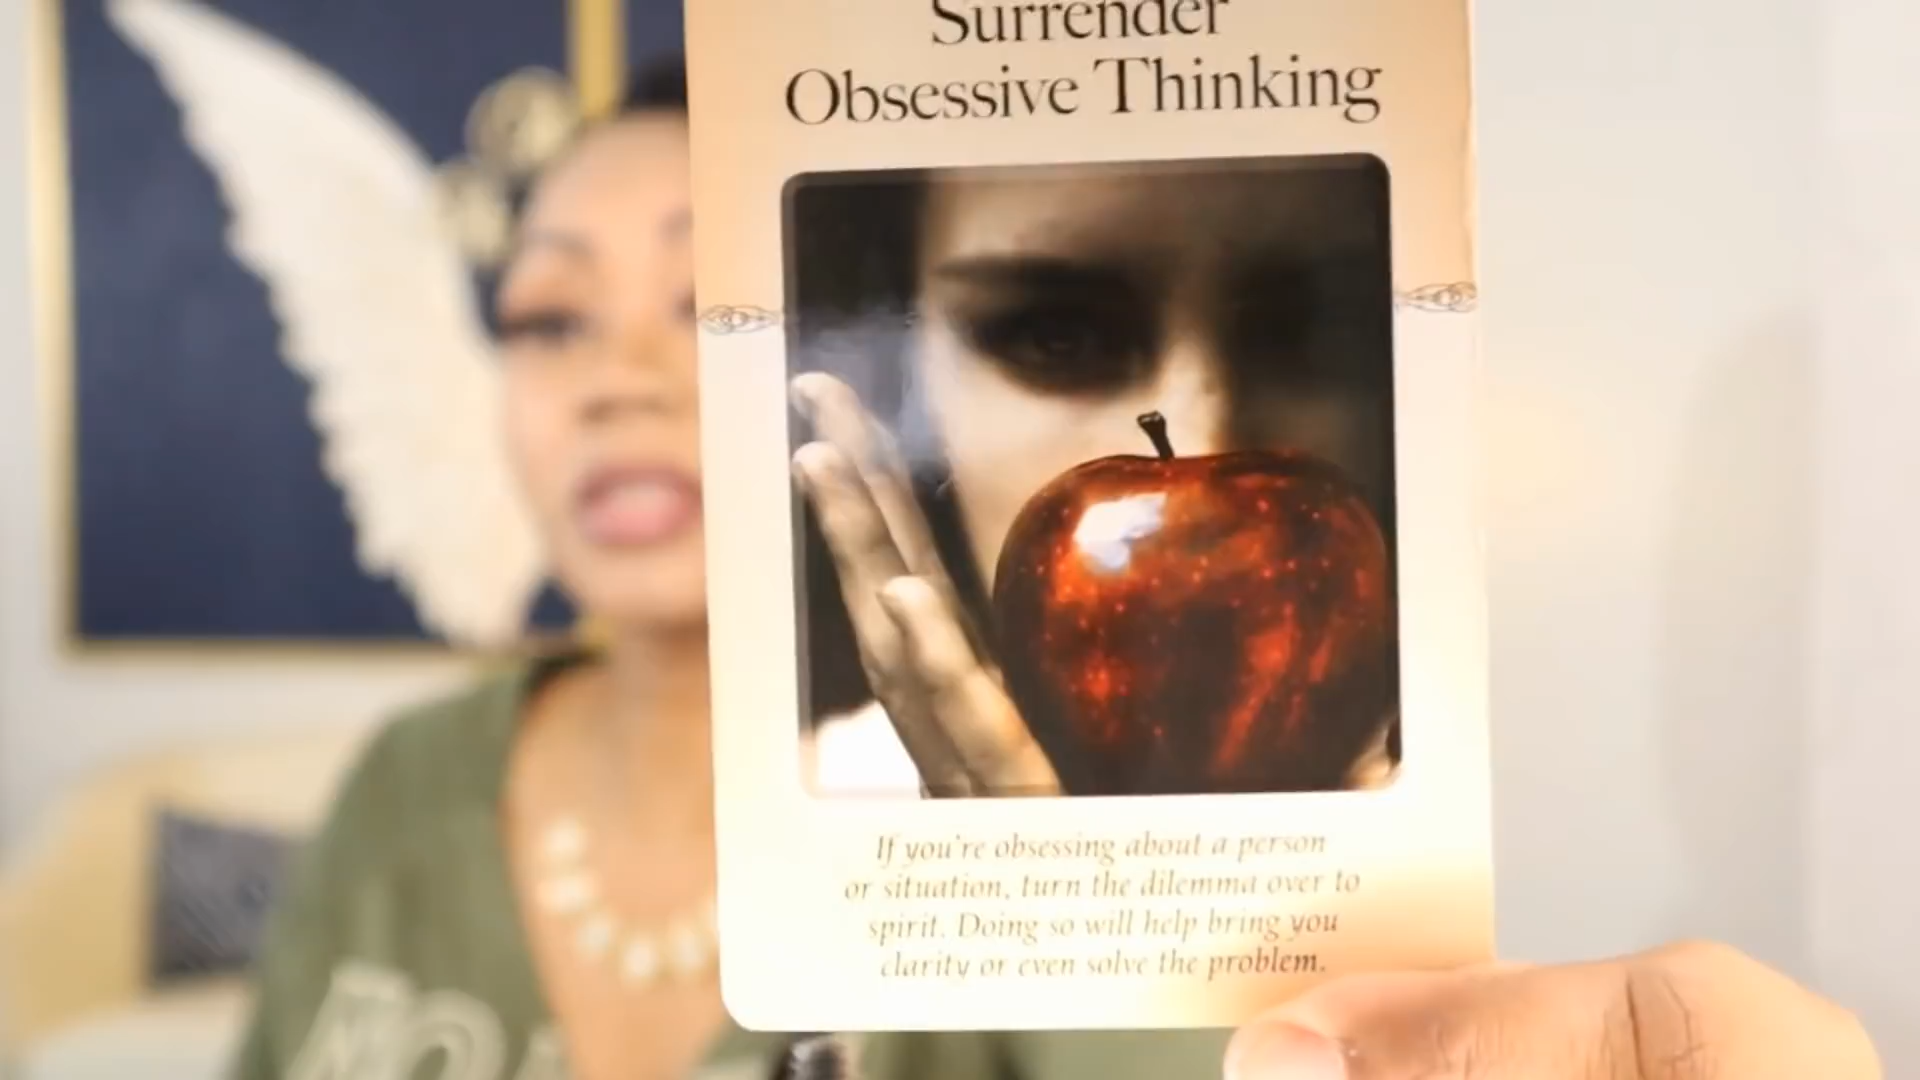 Surrender
Obsessive Thinking
If you're obsessing about a person
or situation, turn the dilemma over to
spirit. Doing so will help bring you
clarity or even solve the problem.